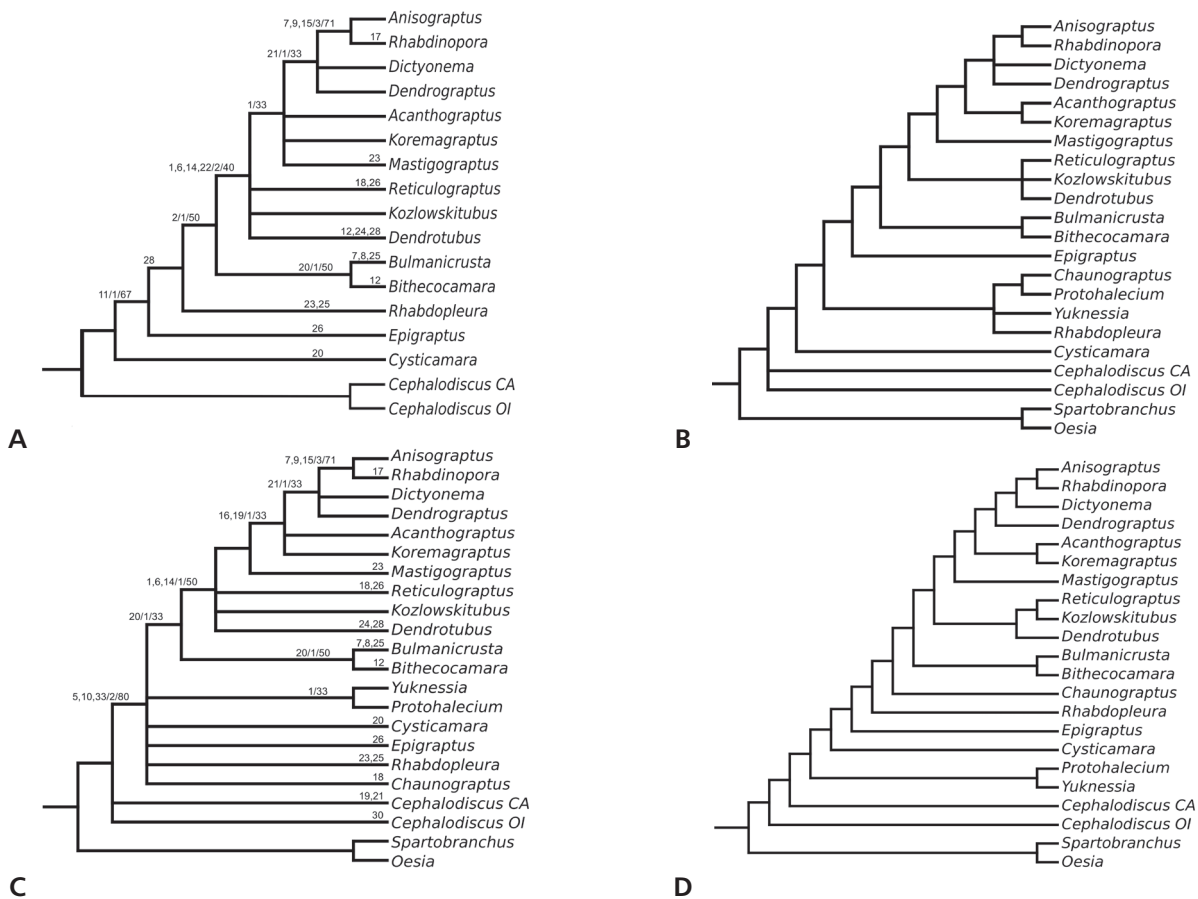 7,9,15/3/71
Anisograptus
17
Rhabdinopora
21/1/33
Dictyonema
Dendrograptus
1/33
Acanthograptus
Koremagraptus
23
Mastigograptus
1,6,14,22/2/40
18,26
Reticulograptus
Kozlowskitubus
2/1/50
12,24,28
Dendrotubus
28
20/1/50
7,8,25
Bulmanicrusta
12
Bithecocamara
11/1/67
23,25
Rhabdopleura
26
Epigraptus
20
Cysticamara
Cephalodiscus CA
Cephalodiscus OI
A
Anisograptus
Rhabdinopora
Dictyonema
Dendrograptus
Acanthograptus
Koremagraptus
Mastigograptus
Reticulograptus
Kozlowskitubus
Dendrotubus
Bulmanicrusta
Bithecocamara
Epigraptus
Chaunograptus
Protohalecium
Yuknessia
Rhabdopleura
Cysticamara
Cephalodiscus CA
Cephalodiscus OI
Spartobranchus
Oesia
B
7,9,15/3/71
Anisograptus
17
Rhabdinopora
21/1/33
Dictyonema
Dendrograptus
16,19/1/33
Acanthograptus
Koremagraptus
23
Mastigograptus
1,6,14/1/50
18,26
Reticulograptus
Kozlowskitubus
20/1/33
24,28
Dendrotubus
20/1/50
7,8,25
Bulmanicrusta
12
Bithecocamara
5,10,33/2/80
1/33
Yuknessia
Protohalecium
20
Cysticamara
26
Epigraptus
23,25
Rhabdopleura
18
Chaunograptus
19,21
Cephalodiscus CA
30
Cephalodiscus OI
Spartobranchus
Oesia
C
Anisograptus
Rhabdinopora
Dictyonema
Dendrograptus
Acanthograptus
Koremagraptus
Mastigograptus
Reticulograptus
Kozlowskitubus
Dendrotubus
Bulmanicrusta
Bithecocamara
Chaunograptus
Rhabdopleura
Epigraptus
Cysticamara
Protohalecium
Yuknessia
Cephalodiscus CA
Cephalodiscus OI
Spartobranchus
Oesia
D